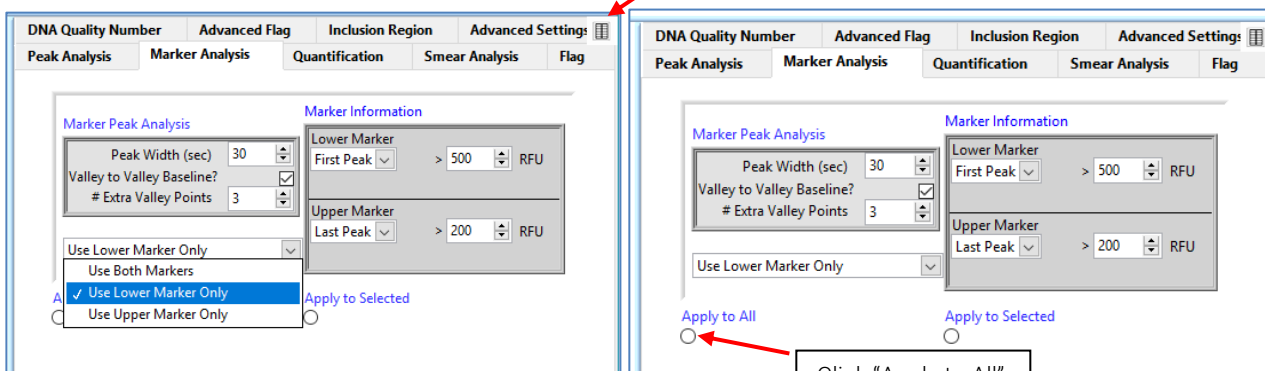 DNA Quality Number Advanced Flag Inclusion Region Advanced Settings
Peak Analysis Marker Analysis Quantification Smear Analysis Flag
Marker Peak Analysis
Peak Width (sec) 30
Valley to Valley Baseline?
# Extra Valley Points 3
Use Lower Marker Only
Use Both Markers
✓ Use Lower Marker Only
Use Upper Marker Only
A
Marker Information
Lower Marker
First Peak > 500 RFU
Upper Marker
Last Peak > 200 RFU
Apply to Selected
DNA Quality Number Advanced Flag Inclusion Region Advanced Settings
Peak Analysis Marker Analysis Quantification Smear Analysis Flag
Marker Peak Analysis
Peak Width (sec) 30
Valley to Valley Baseline?
# Extra Valley Points 3
Use Lower Marker Only
Marker Information
Lower Marker
First Peak > 500 RFU
Upper Marker
Last Peak > 200 RFU
Apply to All
Apply to Selected
Click "Apply to All"